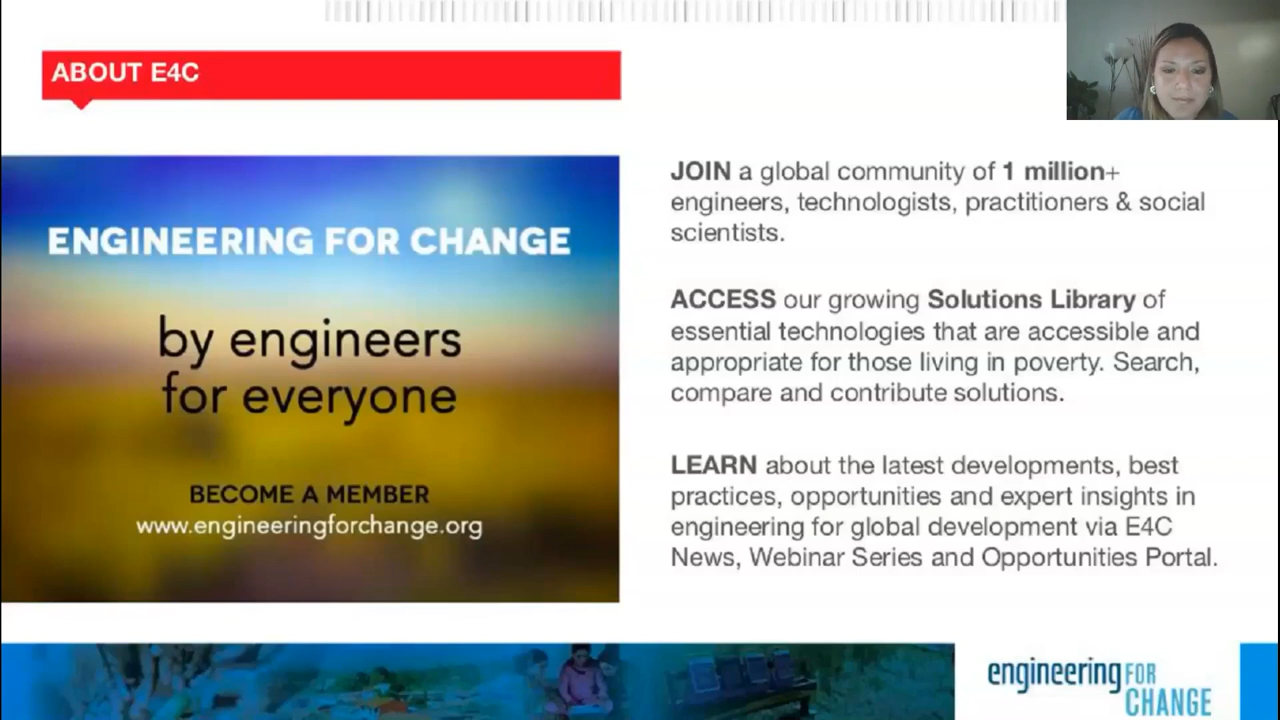 ABOUT E4C
ENGINEERING FOR CHANGE
by engineers
for everyone
BECOME A MEMBER
www.engineeringforchange.org
JOIN a global community of 1 million+
engineers, technologists, practitioners & social
scientists.
ACCESS our growing Solutions Library of
essential technologies that are accessible and
appropriate for those living in poverty. Search,
compare and contribute solutions.
LEARN about the latest developments, best
practices, opportunities and expert insights in
engineering for global development via E4C
News, Webinar Series and Opportunities Portal.
engineering FOR
CHANGE